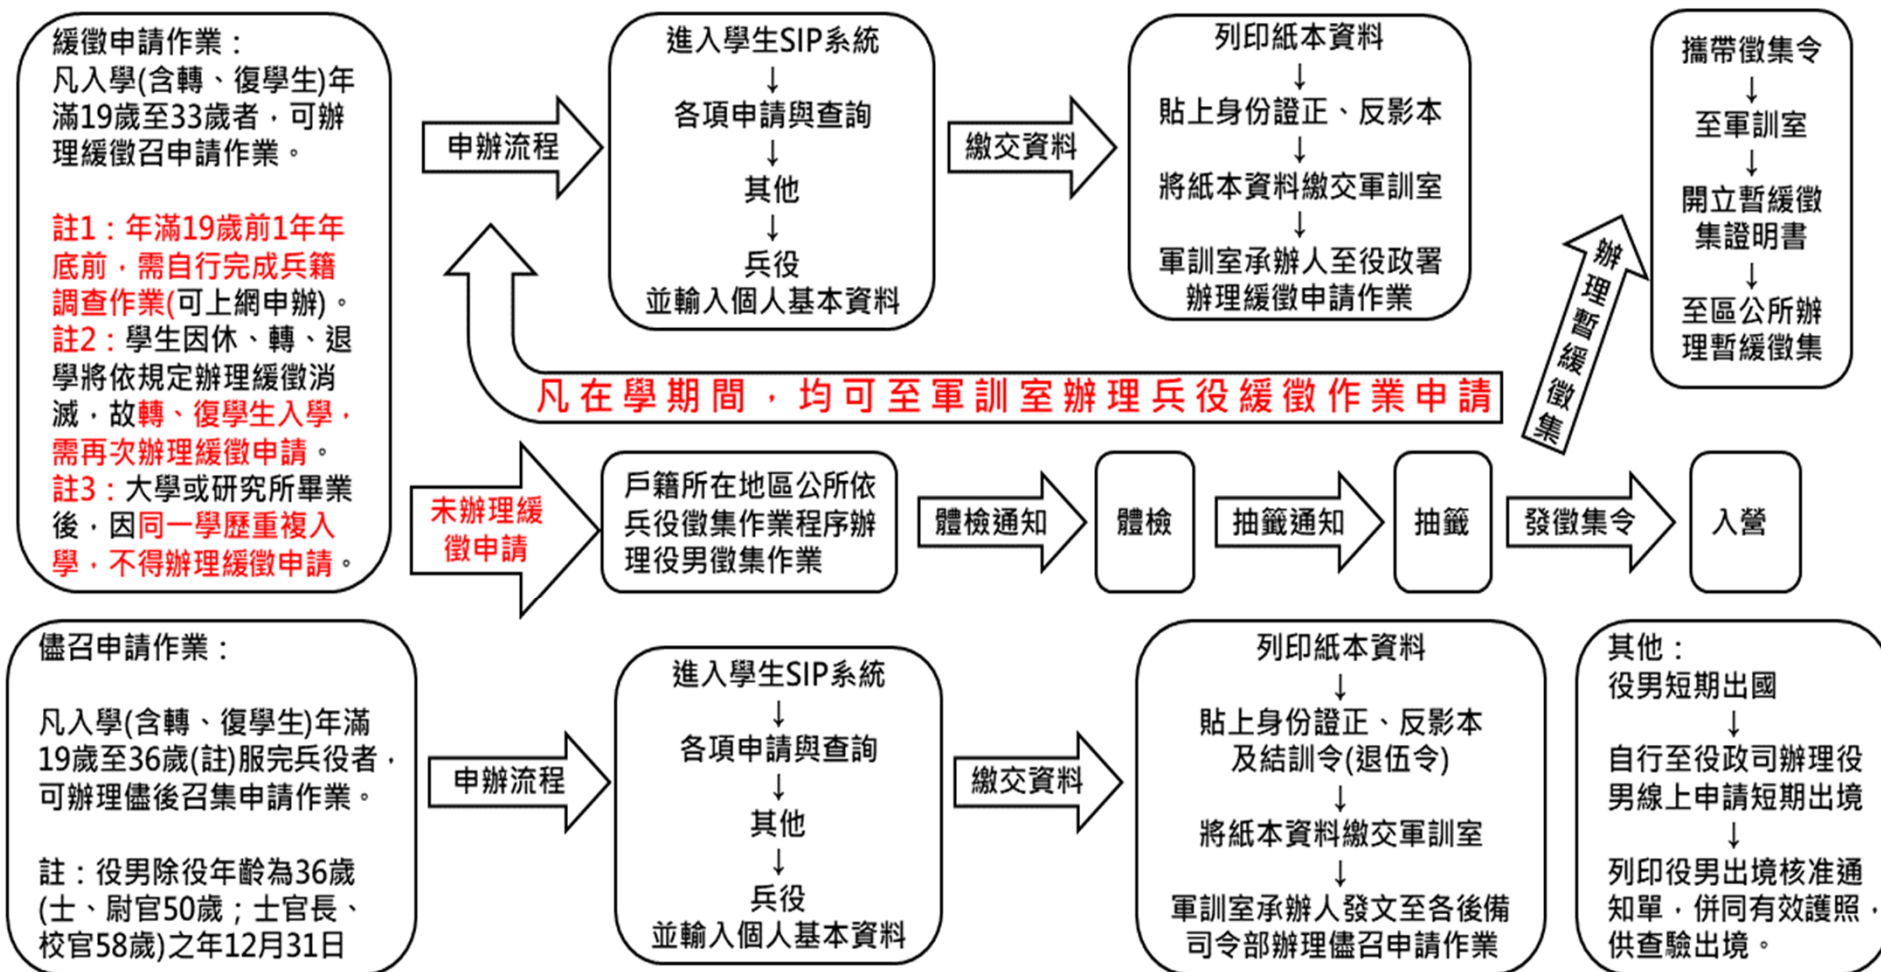 緩徵申請作業：
凡入學(含轉、復學生)年
滿19歲至33歲者，可辦
理緩徵召申請作業。
註1：年滿19歲前1年年
底前，需自行完成兵籍
調查作業(可上網申辦)。
註2：學生因休、轉、退
學將依規定辦理緩徵消
滅，故轉、復學生入學，
需再次辦理緩徵申請。
註3：大學或研究所畢業
後，因同一學歷重複入
學，不得辦理緩徵申請。
申辦流程
進入學生SIP系統
↓
各項申請與查詢
↓
其他
↓
兵役
並輸入個人基本資料
繳交資料
列印紙本資料
↓
貼上身份證正、反影本
↓
將紙本資料繳交軍訓室
↓
軍訓室承辦人至役政署
辦理緩徵申請作業
凡在學期間，均可至軍訓室辦理兵役緩徵作業申請
未辦理緩
徵申請
戶籍所在地區公所依
兵役徵集作業程序辦
理役男徵集作業
體檢通知
體檢
抽籤通知
抽籤
發徵集令
入營
辦理暫緩徵集
攜帶徵集令
↓
至軍訓室
↓
開立暫緩徵
集證明書
↓
至區公所辦
理暫緩徵集
儘召申請作業：
凡入學(含轉、復學生)年滿
19歲至36歲(註)服完兵役者，
可辦理儘後召集申請作業。
註：役男除役年齡為36歲
(士、尉官50歲；士官長、
校官58歲)之年12月31日
申辦流程
進入學生SIP系統
↓
各項申請與查詢
↓
其他
↓
兵役
並輸入個人基本資料
繳交資料
列印紙本資料
↓
貼上身份證正、反影本
及結訓令(退伍令)
↓
將紙本資料繳交軍訓室
↓
軍訓室承辦人發文至各後備
司令部辦理儘召申請作業
其他：
役男短期出國
↓
自行至役政司辦理役
男線上申請短期出境
↓
列印役男出境核准通
知單，併同有效護照，
供查驗出境。